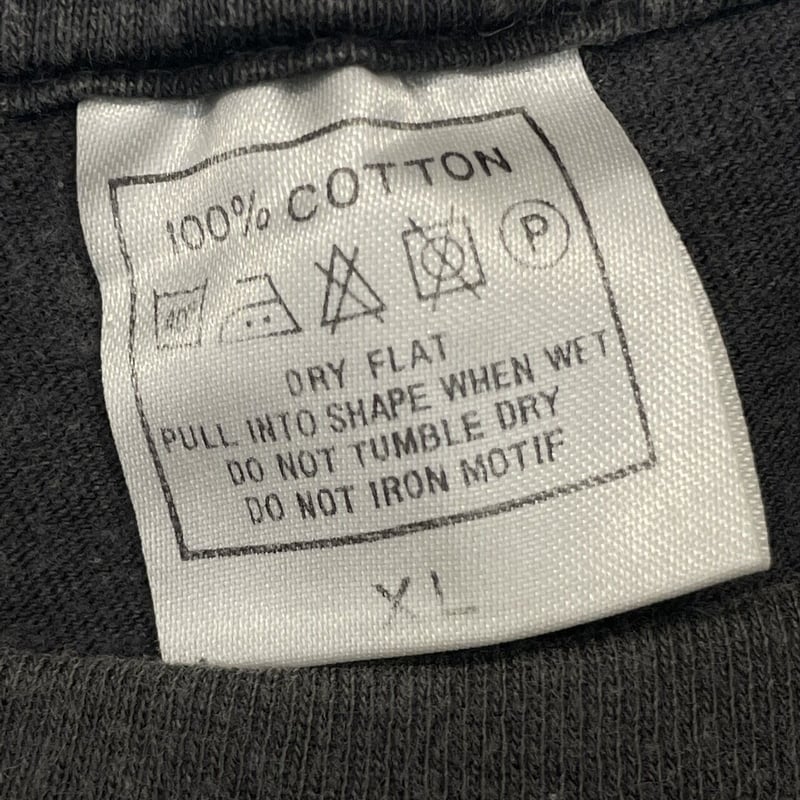 100% COTTON
40° P
DRY FLAT
PULL INTO SHAPE WHEN WET
DO NOT TUMBLE DRY
DO NOT IRON MOTIF
XL